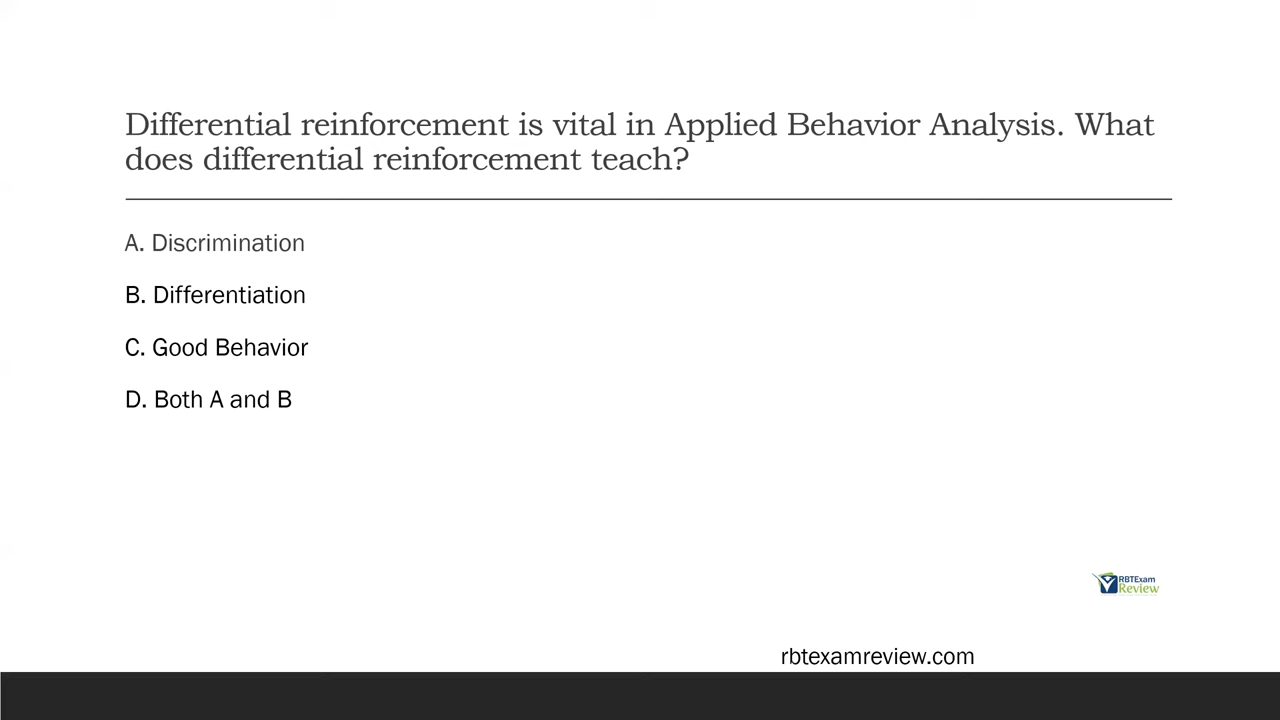 Differential reinforcement is vital in Applied Behavior Analysis. What
does differential reinforcement teach?
A. Discrimination
B. Differentiation
C. Good Behavior
D. Both A and B
RBTExam
Review
rbtexamreview.com